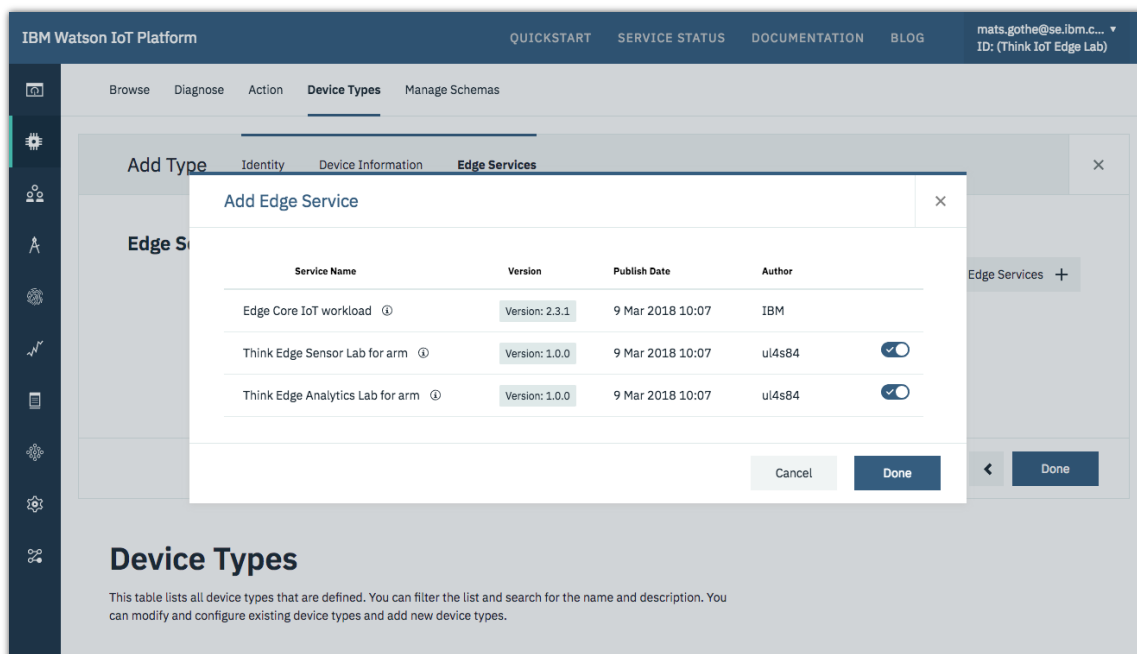 IBM Watson IoT Platform
QUICKSTART SERVICE STATUS DOCUMENTATION BLOG
mats.gothe@se.ibm.c...
ID: (Think IoT Edge Lab)
Browse Diagnose Action Device Types Manage Schemas
Add Type Identity Device Information Edge Services
Add Edge Service
Edge Se
Edge Services
Service Name Version Publish Date Author
Edge Core IoT workload Version: 2.3.1 9 Mar 2018 10:07 IBM
Think Edge Sensor Lab for arm Version: 1.0.0 9 Mar 2018 10:07 ul4s84
Think Edge Analytics Lab for arm Version: 1.0.0 9 Mar 2018 10:07 ul4s84
Cancel Done
Done
Device Types
This table lists all device types that are defined. You can filter the list and search for the name and description. You
can modify and configure existing device types and add new device types.